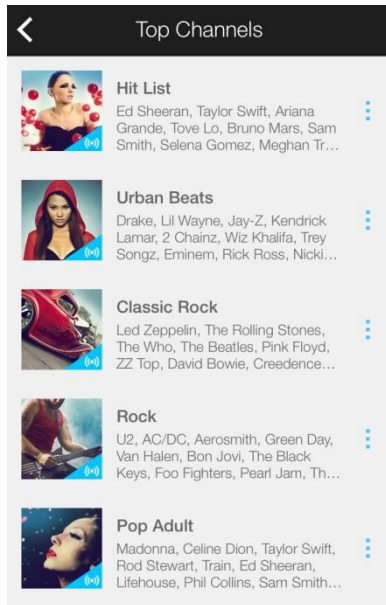 Top Channels
Hit List
Ed Sheeran, Taylor Swift, Ariana
Grande, Tove Lo, Bruno Mars, Sam
Smith, Selena Gomez, Meghan Tr...
Urban Beats
Drake, Lil Wayne, Jay-Z, Kendrick
Lamar, 2 Chainz, Wiz Khalifa, Trey
Songz, Eminem, Rick Ross, Nicki...
Classic Rock
Led Zeppelin, The Rolling Stones,
The Who, The Beatles, Pink Floyd,
ZZ Top, David Bowie, Creedence...
Rock
U2, AC/DC, Aerosmith, Green Day,
Van Halen, Bon Jovi, The Black
Keys, Foo Fighters, Pearl Jam, Th...
Pop Adult
Madonna, Celine Dion, Taylor Swift,
Rod Stewart, Train, Ed Sheeran,
Lifehouse, Phil Collins, Sam Smith...